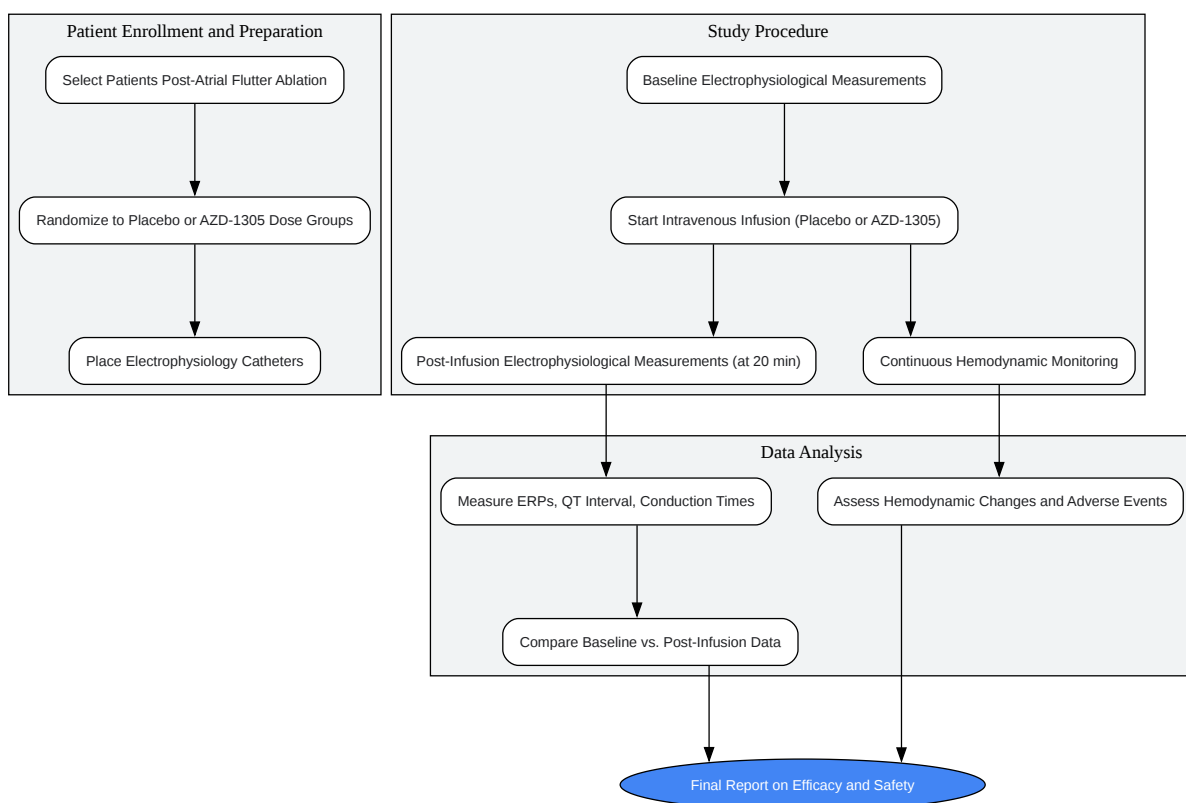 Patient Enrollment and Preparation
Select Patients Post-Atrial Flutter Ablation
Randomize to Placebo or AZD-1305 Dose Groups
Place Electrophysiology Catheters
Study Procedure
Baseline Electrophysiological Measurements
Start Intravenous Infusion (Placebo or AZD-1305)
Post-Infusion Electrophysiological Measurements (at 20 min)
Continuous Hemodynamic Monitoring
Data Analysis
Measure ERPs, QT Interval, Conduction Times
Assess Hemodynamic Changes and Adverse Events
Compare Baseline vs. Post-Infusion Data
Final Report on Efficacy and Safety